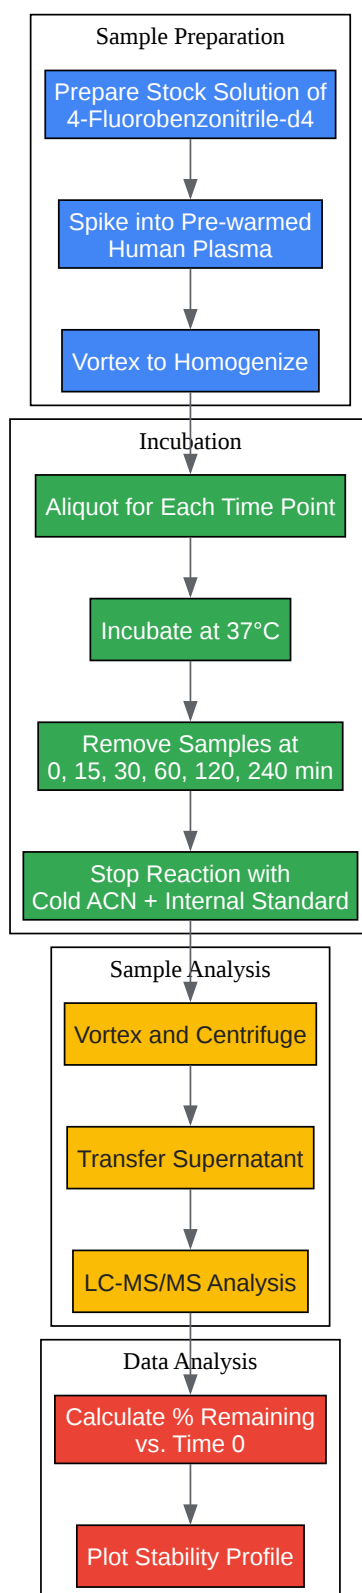 Sample Preparation
Prepare Stock Solution of
4-Fluorobenzonitrile-d4
Spike into Pre-warmed
Human Plasma
Vortex to Homogenize
Incubation
Aliquot for Each Time Point
Incubate at 37°C
Remove Samples at
0, 15, 30, 60, 120, 240 min
Stop Reaction with
Cold ACN + Internal Standard
Sample Analysis
Vortex and Centrifuge
Transfer Supernatant
LC-MS/MS Analysis
Data Analysis
Calculate % Remaining
vs. Time 0
Plot Stability Profile